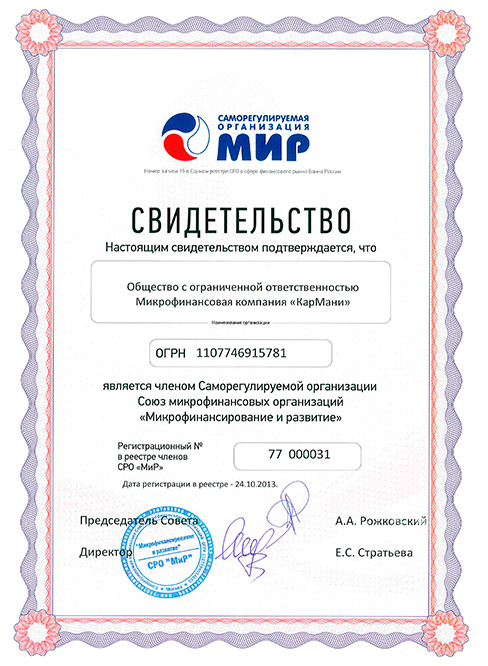 САМОРЕГУЛИРУЕМАЯ
ОРГАНИЗАЦИЯ
МИР
Номер записи 19 в Едином реестре СРО в сфере финансового рынка Банка России
СВИДЕТЕЛЬСТВО
Настоящим свидетельством подтверждается, что
Общество с ограниченной ответственностью
Микрофинансовая компания «КарМани»
Наименование организации
ОГРН 1107746915781
является членом Саморегулируемой организации
Союз микрофинансовых организаций
«Микрофинансирование и развитие»
Регистрационный №
в реестре членов
СРО «МиР»
77 000031
Дата регистрации в реестре - 24.10.2013.
Председатель Совета
А.А. Рожковский
Директор
Е.С. Стратьева
"Микрофинансирование
и развитие"
СРО "МиР"
Москва